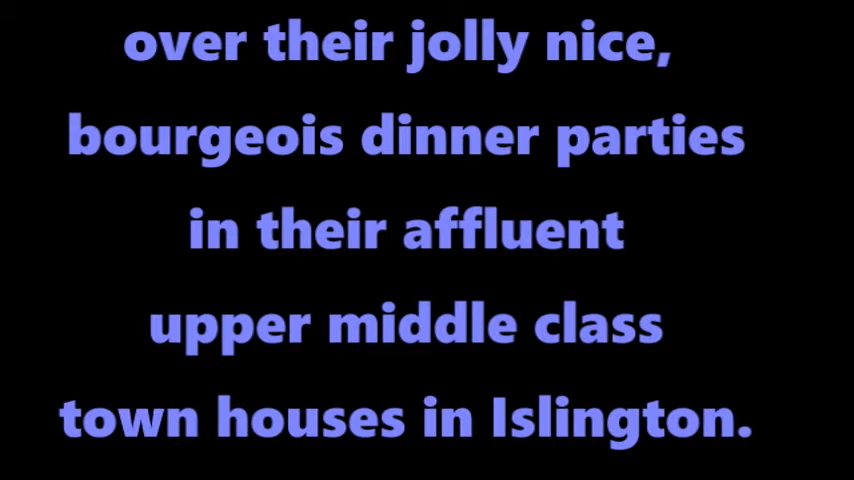 over their jolly nice,
bourgeois dinner parties
in their affluent
upper middle class
town houses in Islington.